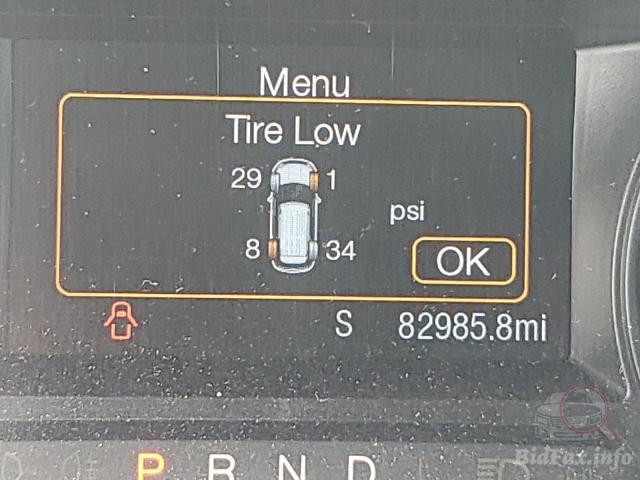 Menu
Tire Low
29 1
psi
8 34
OK
S 82985.8mi
P R N D
BidFax.info